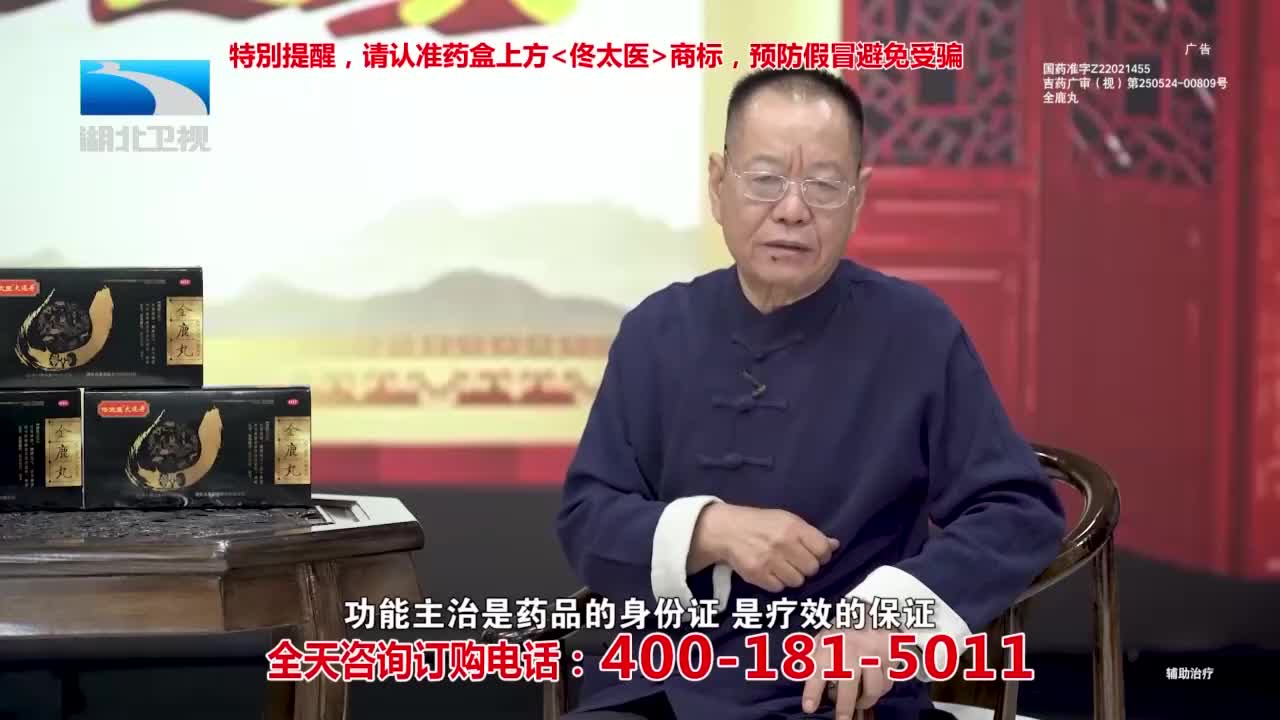 特别提醒，请认准药盒上方<佟太医>商标，预防假冒避免受骗
广告
国药准字Z22021455
吉药广审（视）第250524-00809号
全鹿丸
湖北卫视
全鹿丸
全鹿丸
全鹿丸
功能主治是药品的身份证 是疗效的保证
全天咨询订购电话：400-181-5011
辅助治疗